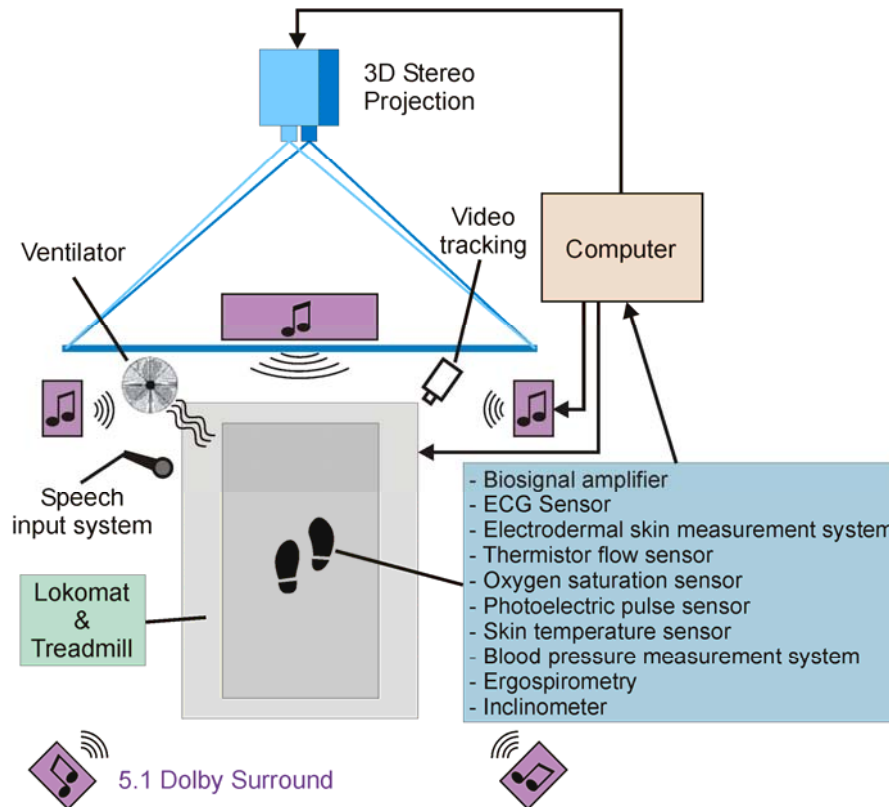 3D Stereo
Projection
Video
tracking
Computer
Ventilator
Speech
input system
Lokomat
&
Treadmill
- Biosignal amplifier
- ECG Sensor
- Electrodermal skin measurement system
- Thermistor flow sensor
- Oxygen saturation sensor
- Photoelectric pulse sensor
- Skin temperature sensor
- Blood pressure measurement system
- Ergospirometry
- Inclinometer
5.1 Dolby Surround